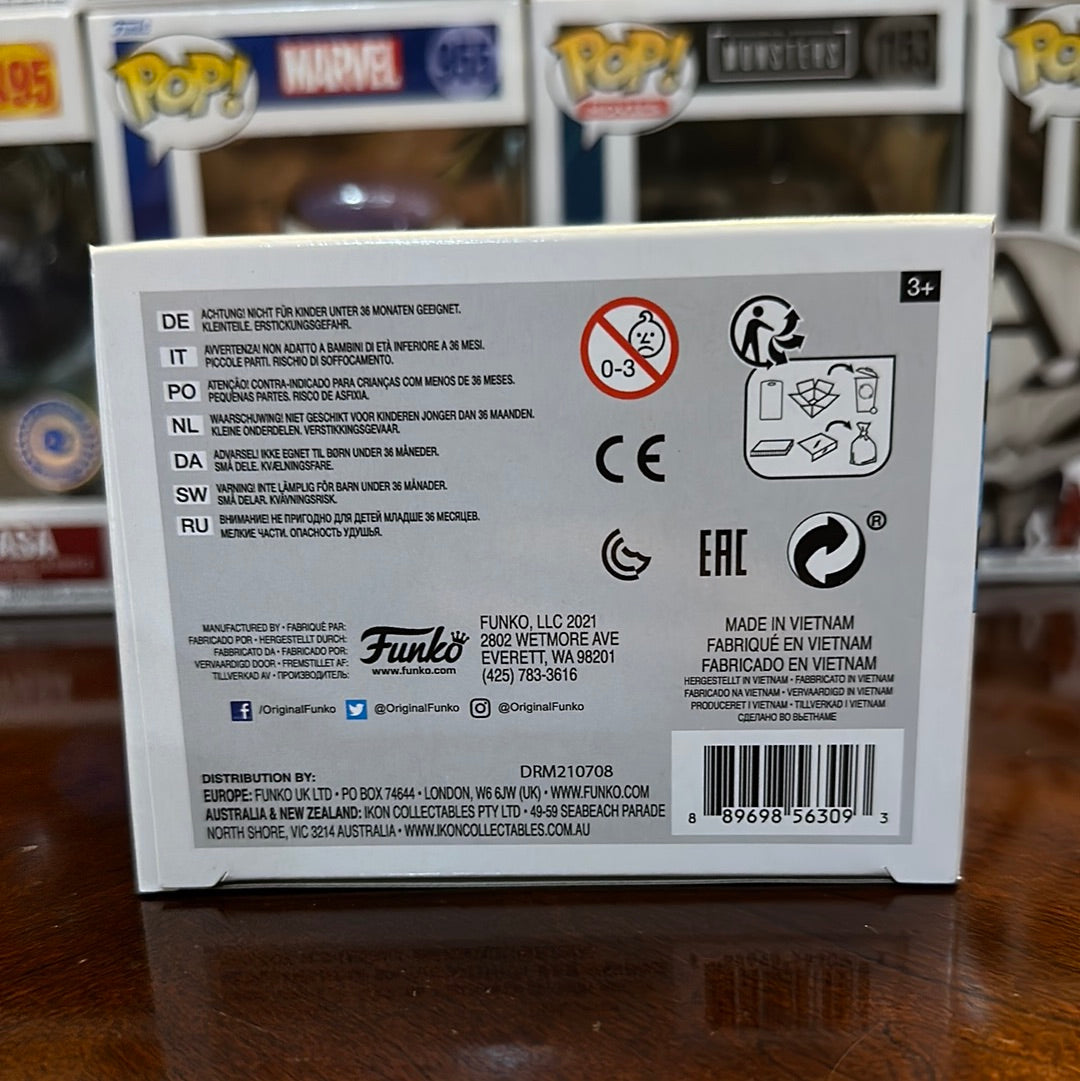 Funko
POP!
MARVEL
POP!
MONSTERS
1153
POP!
3+
DE ACHTUNG! NICHT FÜR KINDER UNTER 36 MONATEN GEEIGNET.
KLEINTEILE. ERSTICKUNGSGEFAHR.
IT AVVERTENZA! NON ADATTO A BAMBINI DI ETÀ INFERIORE A 36 MESI.
PICCOLE PARTI. RISCHIO DI SOFFOCAMENTO.
PO ATENÇÃO! CONTRA-INDICADO PARA CRIANÇAS COM MENOS DE 36 MESES.
PEQUENAS PARTES. RISCO DE ASFIXIA.
NL WAARSCHUWING! NIET GESCHIKT VOOR KINDEREN JONGER DAN 36 MAANDEN.
KLEINE ONDERDELEN. VERSTIKKINGSGEVAAR.
DA ADVARSEL! IKKE EGNET TIL BØRN UNDER 36 MÅNEDER.
SMÅ DELE. KVÆLNINGSFARE.
SW VARNING! INTE LÄMPLIG FÖR BARN UNDER 36 MÅNADER.
SMÅ DELAR. KVÄVNINGSRISK.
RU ВНИМАНИЕ! НЕ ПРИГОДНО ДЛЯ ДЕТЕЙ МЛАДШЕ 36 МЕСЯЦЕВ.
МЕЛКИЕ ЧАСТИ. ОПАСНОСТЬ УДУШЬЯ.
0-3
CE
EAC
®
MANUFACTURED BY • FABRIQUÉ PAR:
FABRICADO POR • HERGESTELLT DURCH:
FABBRICATO DA • FABRICADO POR:
VERVAARDIGD DOOR • FREMSTILLET AF:
TILLVERKAD AV • ПРОИЗВОДИТЕЛЬ:
Funko
www.funko.com
FUNKO, LLC 2021
2802 WETMORE AVE
EVERETT, WA 98201
(425) 783-3616
/OriginalFunko @OriginalFunko @OriginalFunko
MADE IN VIETNAM
FABRIQUÉ EN VIETNAM
FABRICADO EN VIETNAM
HERGESTELLT IN VIETNAM • FABBRICATO IN VIETNAM
FABRICADO NA VIETNAM • VERVAARDIGD IN VIETNAM
PRODUCERET I VIETNAM • TILLVERKAD I VIETNAM
СДЕЛАНО ВО ВЬЕТНАМЕ
DRM210708
DISTRIBUTION BY:
EUROPE: FUNKO UK LTD • PO BOX 74644 • LONDON, W6 6JW (UK) • WWW.FUNKO.COM
AUSTRALIA & NEW ZEALAND: IKON COLLECTABLES PTY LTD • 49-59 SEABEACH PARADE
NORTH SHORE, VIC 3214 AUSTRALIA • WWW.IKONCOLLECTABLES.COM.AU
8 89698 56309 3